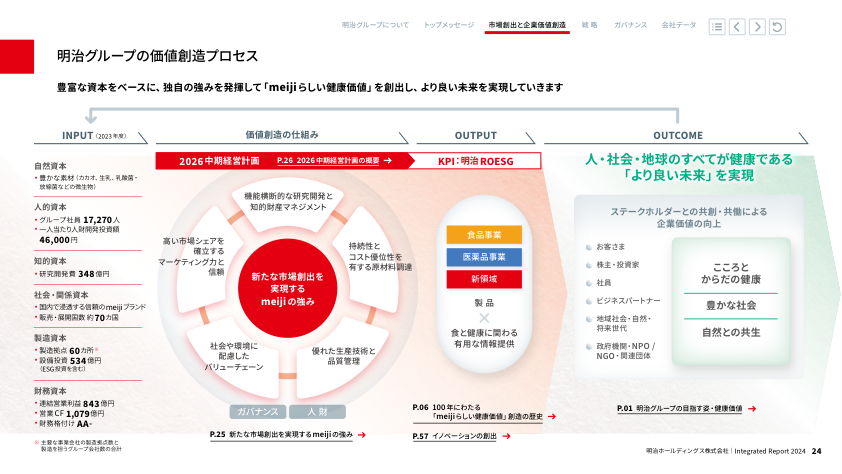 明治グループについて トップメッセージ 市場創出と企業価値創造 戦 略 ガバナンス 会社データ
明治グループの価値創造プロセス
豊富な資本をベースに、独自の強みを発揮して「meijiらしい健康価値」を創出し、より良い未来を実現していきます
INPUT（2023年度）
価値創造の仕組み
OUTPUT
OUTCOME
自然資本
・豊かな素材（カカオ、生乳、乳酸菌・
放線菌などの微生物）
人的資本
・グループ社員 17,270人
・一人当たり人財開発投資額
46,000円
知的資本
・研究開発費 348億円
社会・関係資本
・国内で浸透する信頼のmeijiブランド
・販売・展開国数 約70カ国
製造資本
・製造拠点 60カ所※
・設備投資 534億円
（ESG投資を含む）
財務資本
・連結営業利益 843億円
・営業CF 1,079億円
・財務格付け AA-
※ 主要な事業会社の製造拠点数と
製造を担うグループ会社数の合計
2026中期経営計画 P.26 2026中期経営計画の概要 →
機能横断的な研究開発と
知的財産マネジメント
高い市場シェアを
確立する
マーケティング力と
信頼
持続性と
コスト優位性を
有する原材料調達
新たな市場創出を
実現する
meijiの強み
社会や環境に
配慮した
バリューチェーン
優れた生産技術と
品質管理
ガバナンス 人 財
P.25 新たな市場創出を実現するmeijiの強み →
KPI：明治ROESG
食品事業
医薬品事業
新領域
製 品
×
食と健康に関わる
有用な情報提供
P.06 100年にわたる
「meijiらしい健康価値」創造の歴史 →
P.57 イノベーションの創出 →
人・社会・地球のすべてが健康である
「より良い未来」を実現
ステークホルダーとの共創・共働による
企業価値の向上
お客さま
株主・投資家
社員
ビジネスパートナー
地域社会・自然・
将来世代
政府機関・NPO /
NGO・関連団体
こころと
からだの健康
豊かな社会
自然との共生
P.01 明治グループの目指す姿・健康価値 →
明治ホールディングス株式会社 | Integrated Report 2024 24